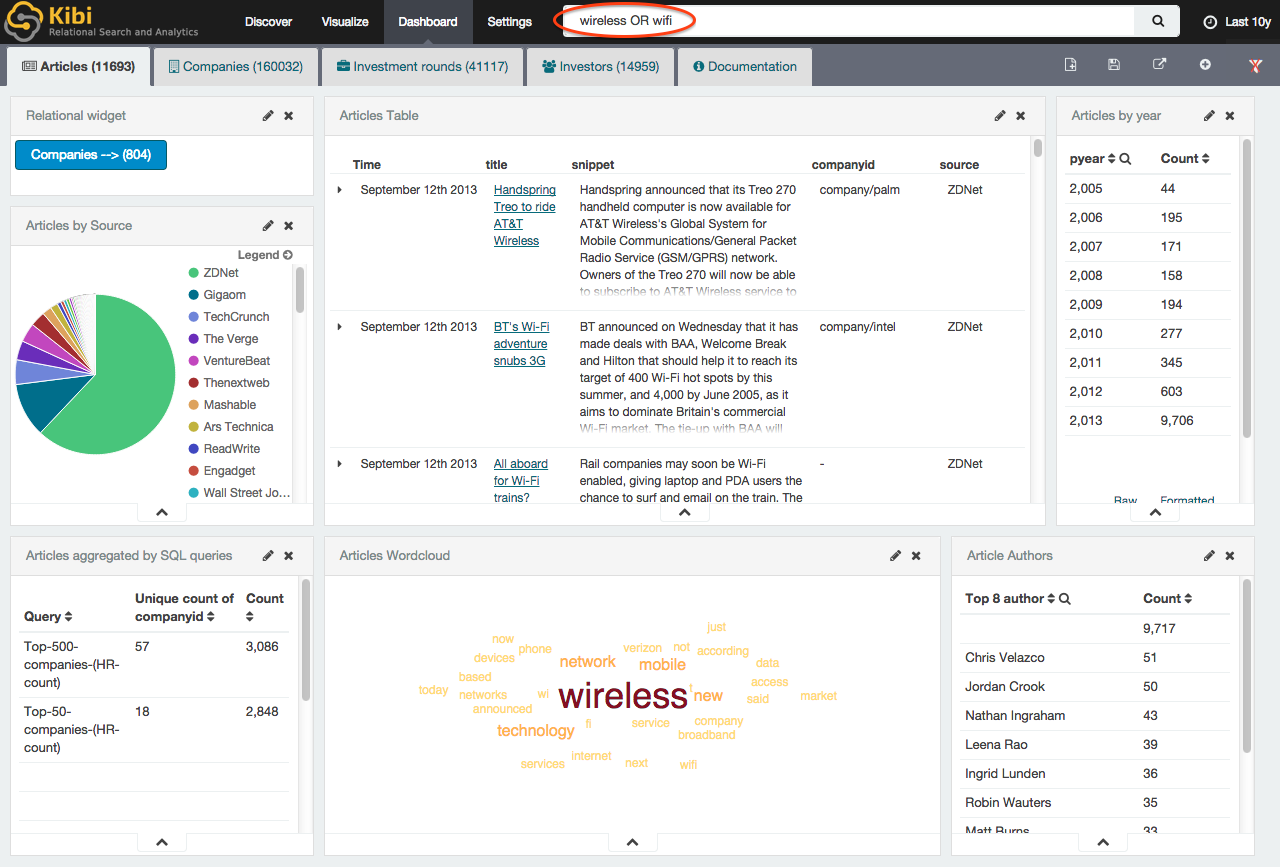 Kibi
Relational Search and Analytics
Discover
Visualize
Dashboard
Settings
wireless OR wifi
Last 10y
Articles (11693)
Companies (160032)
Investment rounds (41117)
Investors (14959)
Documentation
Relational widget
Companies --> (804)
Articles by Source
Legend
ZDNet
Gigaom
TechCrunch
The Verge
VentureBeat
Thenextweb
Mashable
Ars Technica
ReadWrite
Engadget
Wall Street Jo...
Articles Table
Time title snippet companyid source
September 12th 2013
Handspring
Treo to ride
AT&T
Wireless
Handspring announced that its Treo 270
handheld computer is now available for
AT&T Wireless's Global System for
Mobile Communications/General Packet
Radio Service (GSM/GPRS) network.
Owners of the Treo 270 will now be able
to subscribe to AT&T Wireless service to
company/palm
ZDNet
September 12th 2013
BT's Wi-Fi
adventure
snubs 3G
BT announced on Wednesday that it has
made deals with BAA, Welcome Break
and Hilton that should help it to reach its
target of 400 Wi-Fi hot spots by this
summer, and 4,000 by June 2005, as it
aims to dominate Britain's commercial
Wi-Fi market. The tie-up with BAA will
company/intel
ZDNet
September 12th 2013
All aboard
for Wi-Fi
trains?
Rail companies may soon be Wi-Fi
enabled, giving laptop and PDA users the
chance to surf and email on the train. The
-
ZDNet
Articles by year
pyear Count
2,005 44
2,006 195
2,007 171
2,008 158
2,009 194
2,010 277
2,011 345
2,012 603
2,013 9,706
Raw Formatted
Articles aggregated by SQL queries
Query
Unique count of
companyid
Count
Top-500-
companies-(HR-
count)
57
3,086
Top-50-
companies-(HR-
count)
18
2,848
Articles Wordcloud
just
now
phone
verizon
not
according
devices
network
mobile
data
based
access
today
networks
wi
wireless
t
new
said
market
announced
fi
service
company
technology
broadband
internet
services
next
wifi
Article Authors
Top 8 author Count
9,717
Chris Velazco 51
Jordan Crook 50
Nathan Ingraham 43
Leena Rao 39
Ingrid Lunden 36
Robin Wauters 35
Matt Burns 33